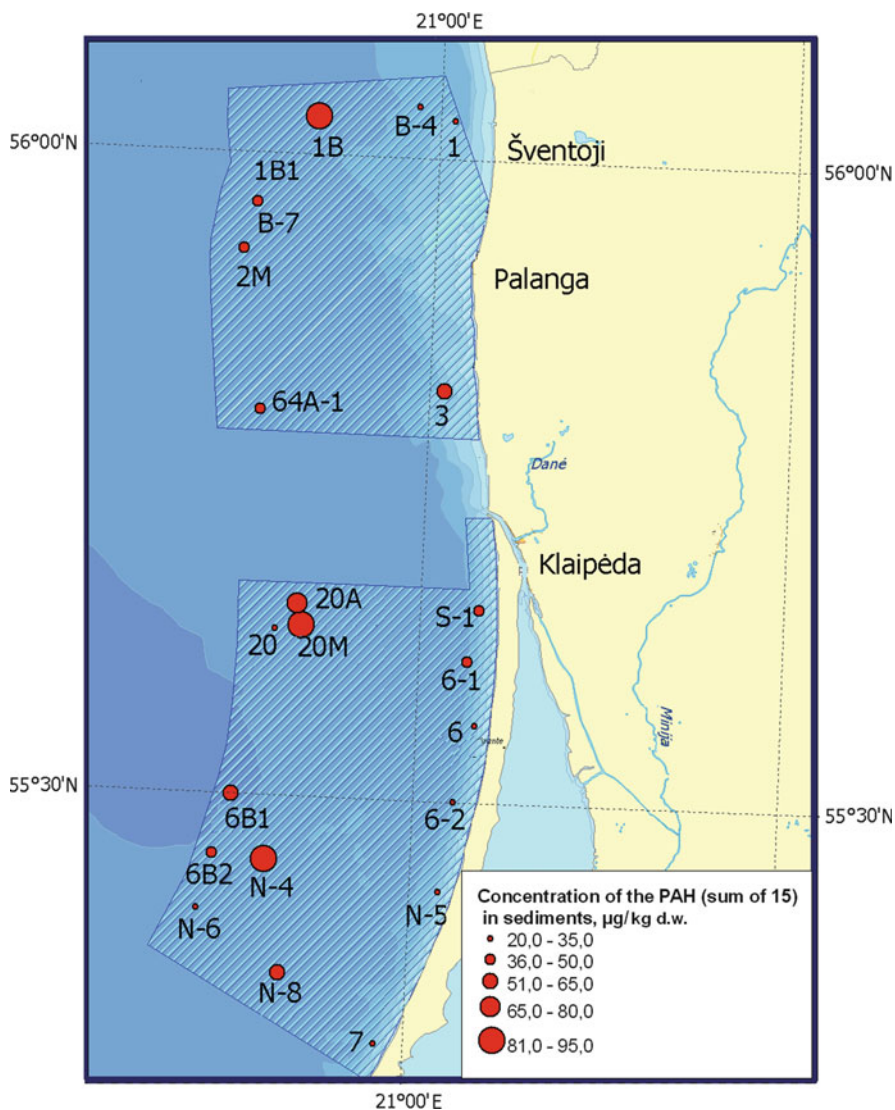 21°00'E
B-4
1
1B
56°00'N
Šventoji
56°00'N
1B1
B-7
2M
Palanga
64A-1
3
Dané
Klaipėda
20A
S-1
20
20M
6-1
6
Minija
55°30'N
6B1
6-2
55°30'N
6B2
N-4
N-5
N-6
N-8
7
Concentration of the PAH (sum of 15)
in sediments, µg/kg d.w.
20,0 - 35,0
36,0 - 50,0
51,0 - 65,0
65,0 - 80,0
81,0 - 95,0
21°00'E